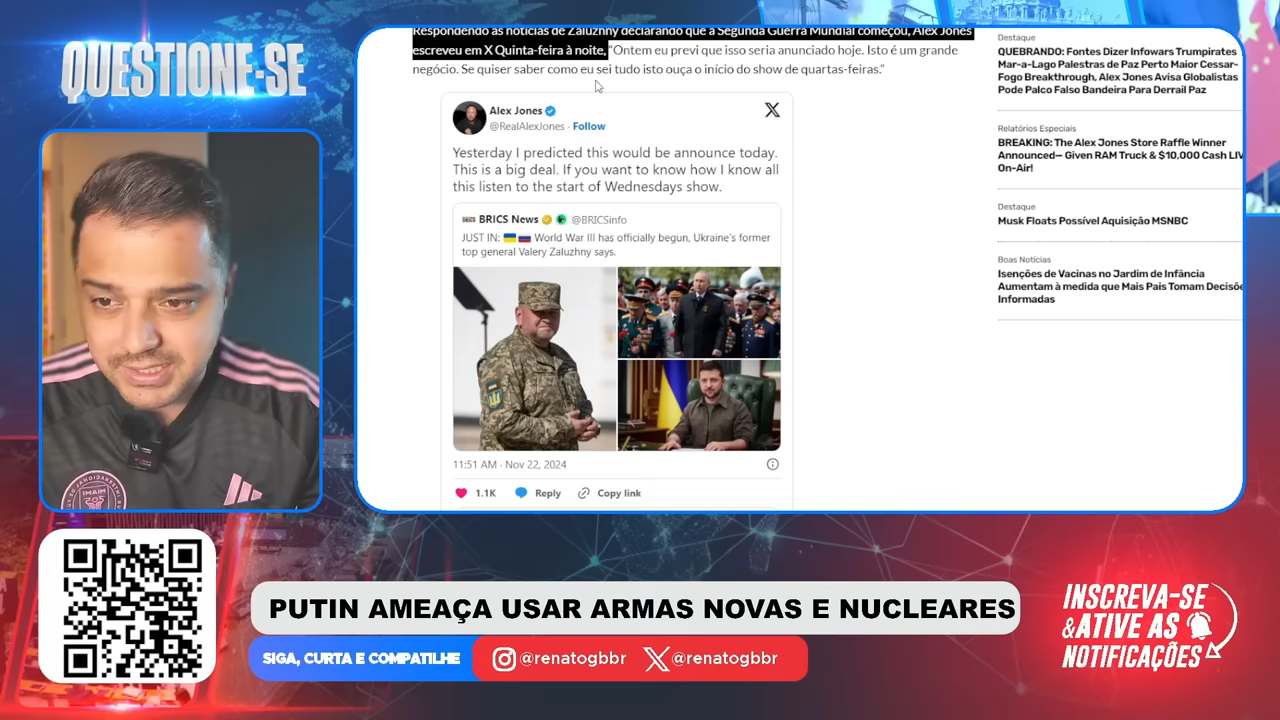 QUESTIONE-SE
Respondendo às notícias de Zaluzhny declarando que a Segunda Guerra Mundial começou, Alex Jones
escreveu em X Quinta-feira à noite, “Ontem eu previ que isso seria anunciado hoje. Isto é um grande
negócio. Se quiser saber como eu sei tudo isto ouça o início do show de quartas-feiras.”
Alex Jones
@RealAlexJones · Follow
Yesterday I predicted this would be announce today.
This is a big deal. If you want to know how I know all
this listen to the start of Wednesdays show.
BRICS News @BRICSinfo
JUST IN: World War III has officially begun, Ukraine's former
top general Valery Zaluzhny says.
11:51 AM · Nov 22, 2024
1.1K Reply Copy link
Destaque
QUEBRANDO: Fontes Dizer Infowars Trumpirates
Mar-a-Lago Palestras de Paz Perto Maior Cessar-
Fogo Breakthrough, Alex Jones Avisa Globalistas
Pode Palco Falso Bandeira Para Derrail Paz
Relatórios Especiais
BREAKING: The Alex Jones Store Raffle Winner
Announced— Given RAM Truck & $10,000 Cash LIV
On-Air!
Destaque
Musk Floats Possível Aquisição MSNBC
Boas Notícias
Isenções de Vacinas no Jardim de Infância
Aumentam à medida que Mais Pais Tomam Decisõe
Informadas
MIAMI
PUTIN AMEAÇA USAR ARMAS NOVAS E NUCLEARES
SIGA, CURTA E COMPATILHE @renatogbbr @renatogbbr
INSCREVA-SE
&ATIVE AS
NOTIFICAÇÕES